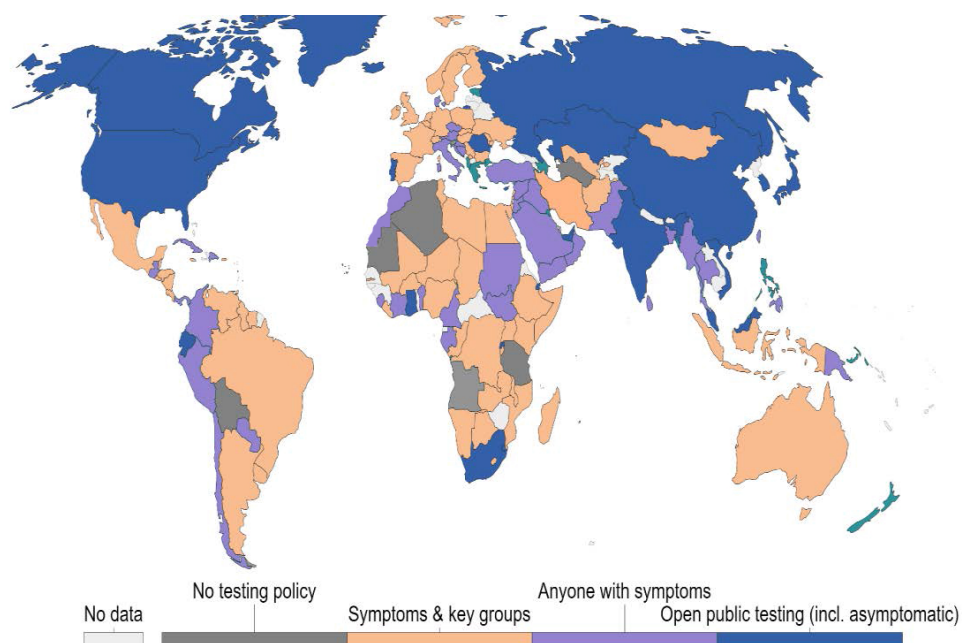 No testing policy
Anyone with symptoms
No data
Symptoms & key groups
Open public testing (incl. asymptomatic)